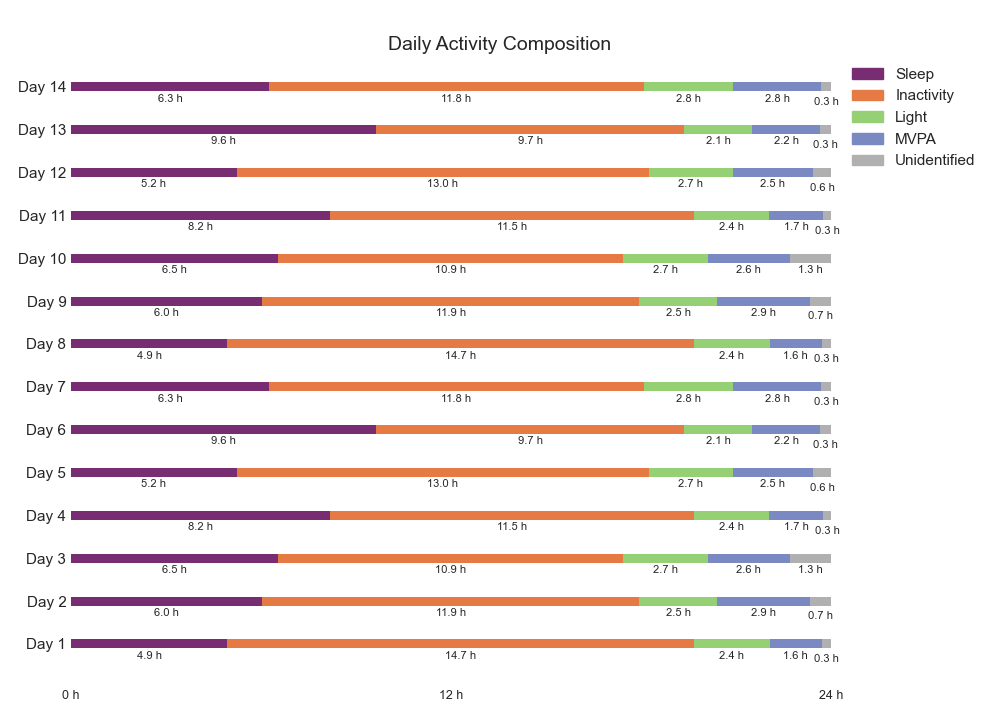 Daily Activity Composition
Sleep
Inactivity
Light
MVPA
Unidentified
Day 14
6.3 h 11.8 h 2.8 h 2.8 h 0.3 h
Day 13
9.6 h 9.7 h 2.1 h 2.2 h 0.3 h
Day 12
5.2 h 13.0 h 2.7 h 2.5 h 0.6 h
Day 11
8.2 h 11.5 h 2.4 h 1.7 h 0.3 h
Day 10
6.5 h 10.9 h 2.7 h 2.6 h 1.3 h
Day 9
6.0 h 11.9 h 2.5 h 2.9 h 0.7 h
Day 8
4.9 h 14.7 h 2.4 h 1.6 h 0.3 h
Day 7
6.3 h 11.8 h 2.8 h 2.8 h 0.3 h
Day 6
9.6 h 9.7 h 2.1 h 2.2 h 0.3 h
Day 5
5.2 h 13.0 h 2.7 h 2.5 h 0.6 h
Day 4
8.2 h 11.5 h 2.4 h 1.7 h 0.3 h
Day 3
6.5 h 10.9 h 2.7 h 2.6 h 1.3 h
Day 2
6.0 h 11.9 h 2.5 h 2.9 h 0.7 h
Day 1
4.9 h 14.7 h 2.4 h 1.6 h 0.3 h
0 h 12 h 24 h